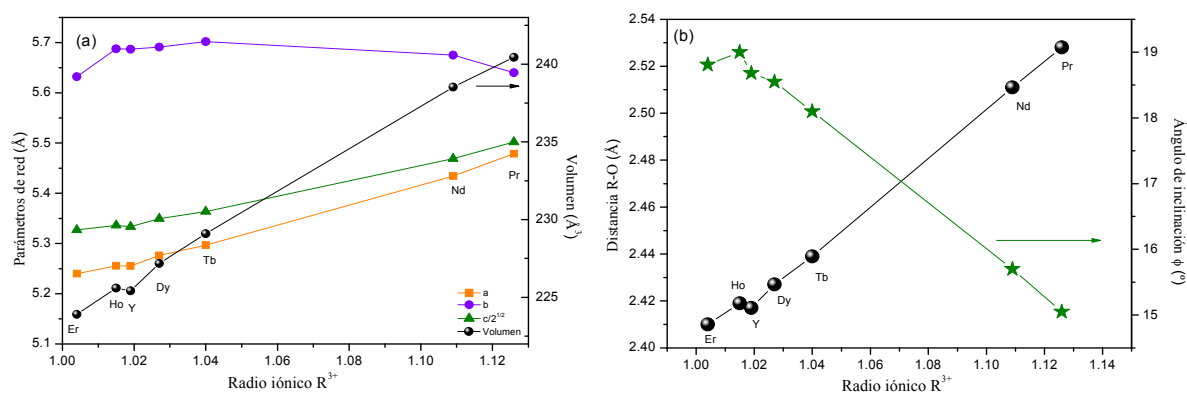 (a)
5.7
5.6
5.5
5.4
5.3
5.2
5.1
Parámetros de red (Å)
1.00
1.02
1.04
1.06
1.08
1.10
1.12
Radio iónico R³⁺
240
235
230
225
Volumen (Å³)
Er
Ho
Y
Dy
Tb
Nd
Pr
a
b
c/2^{1/2}
Volumen
(b)
2.54
2.52
2.50
2.48
2.46
2.44
2.42
2.40
Distancia R-O (Å)
1.00
1.02
1.04
1.06
1.08
1.10
1.12
1.14
Radio iónico R³⁺
19
18
17
16
15
Ángulo de inclinación ϕ (º)
Er
Ho
Y
Dy
Tb
Nd
Pr